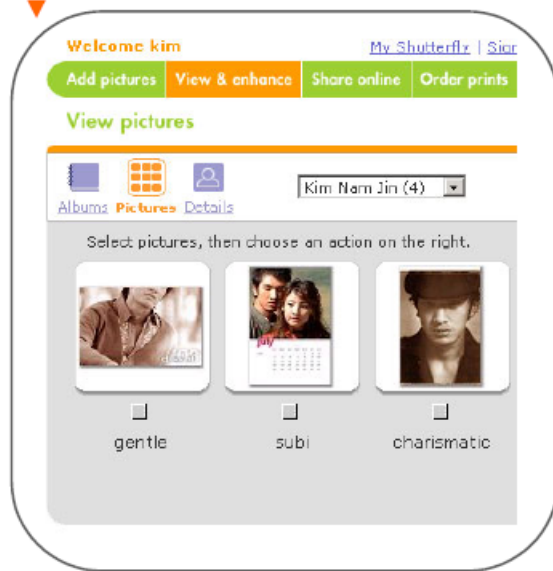 Welcome kim
My Shutterfly | Sign
Add pictures
View & enhance
Share online
Order prints
View pictures
Albums
Pictures
Details
Kim Nam Jin (4)
Select pictures, then choose an action on the right.
july
gentle
subi
charismatic